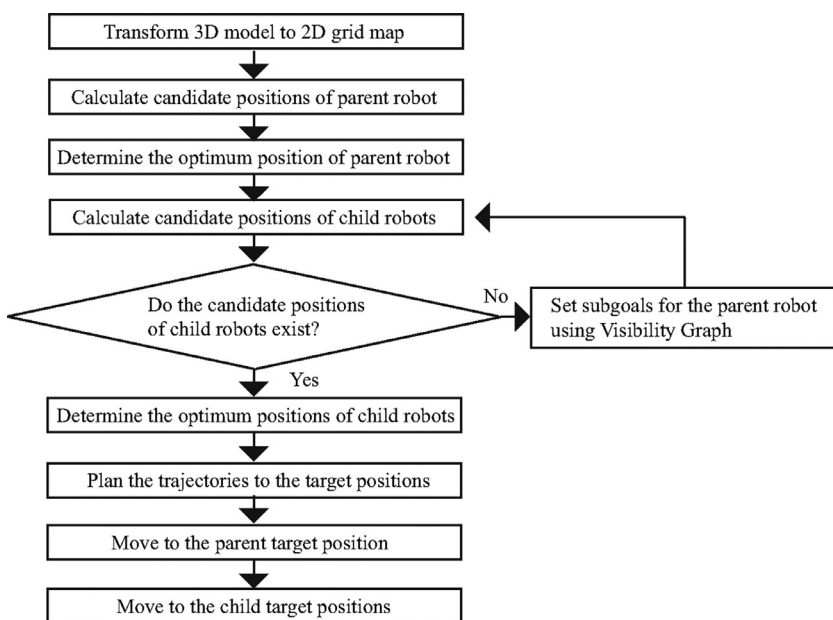 Transform 3D model to 2D grid map
Calculate candidate positions of parent robot
Determine the optimum position of parent robot
Calculate candidate positions of child robots
Do the candidate positions
of child robots exist?
No
Set subgoals for the parent robot
using Visibility Graph
Yes
Determine the optimum positions of child robots
Plan the trajectories to the target positions
Move to the parent target position
Move to the child target positions